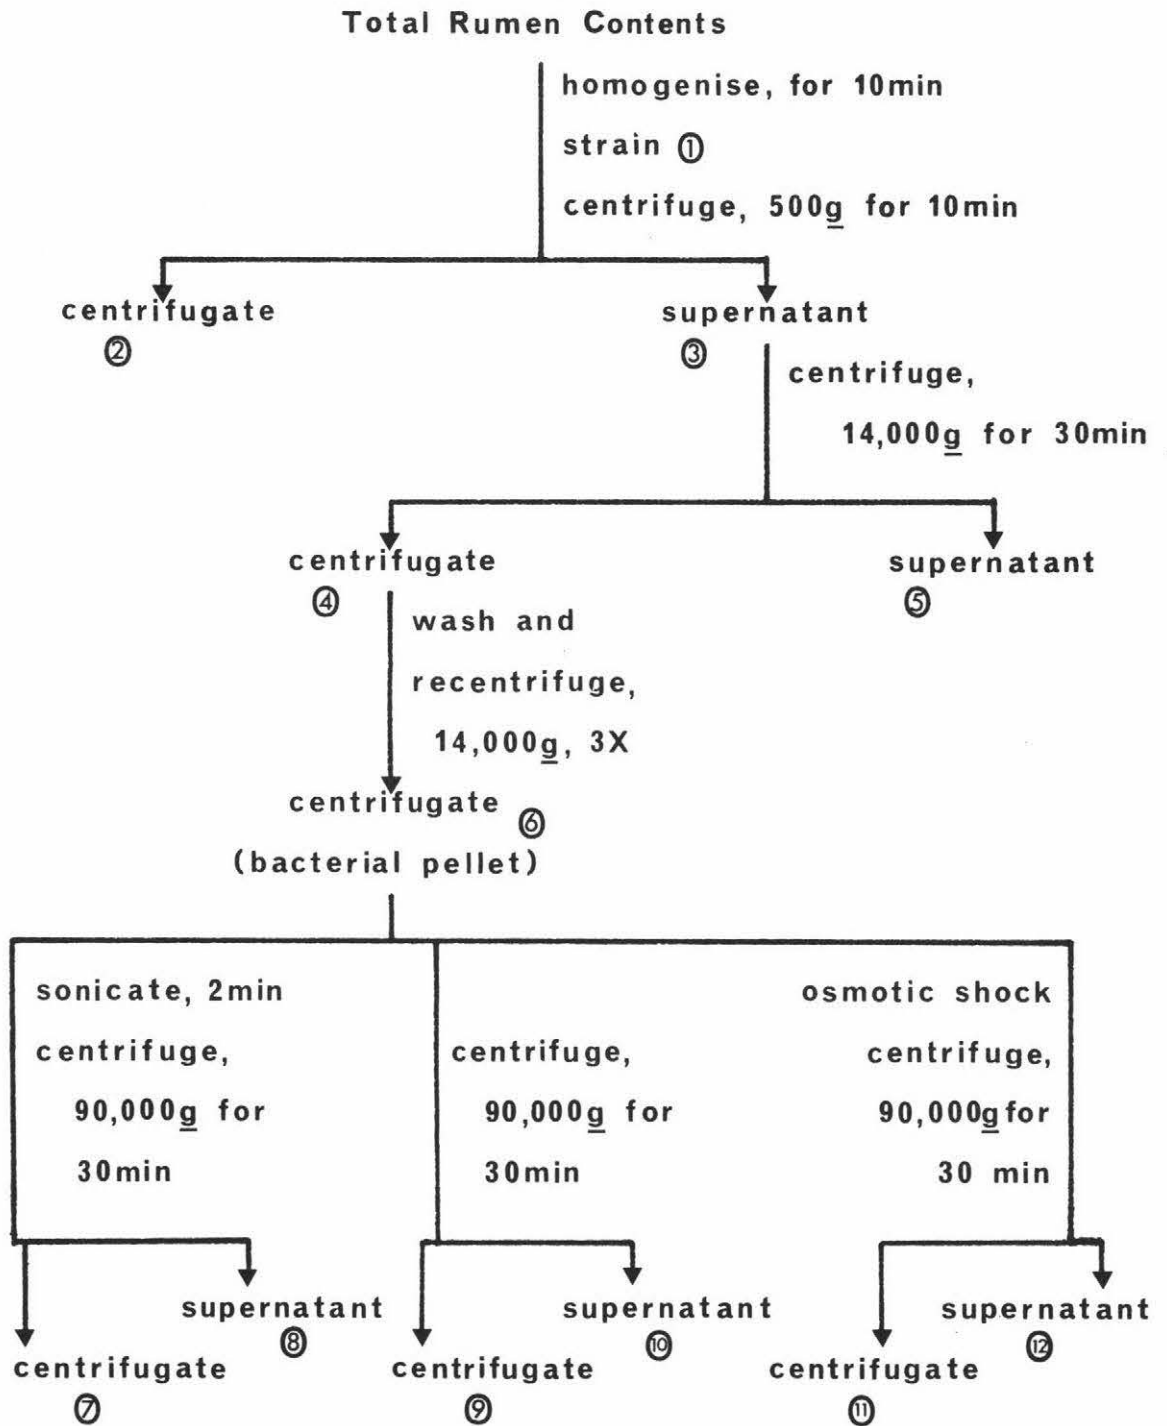 Total Rumen Contents
homogenise, for 10min
strain ①
centrifuge, 500g for 10min
centrifugate
②
supernatant
③
centrifuge,
14,000g for 30min
centrifugate
④
supernatant
⑤
wash and
recentrifuge,
14,000g, 3X
centrifugate ⑥
(bacterial pellet)
sonicate, 2min
centrifuge,
90,000g for
30min
centrifuge,
90,000g for
30min
osmotic shock
centrifuge,
90,000g for
30 min
supernatant
⑧
centrifugate
⑦
supernatant
⑩
centrifugate
⑨
supernatant
⑫
centrifugate
⑪